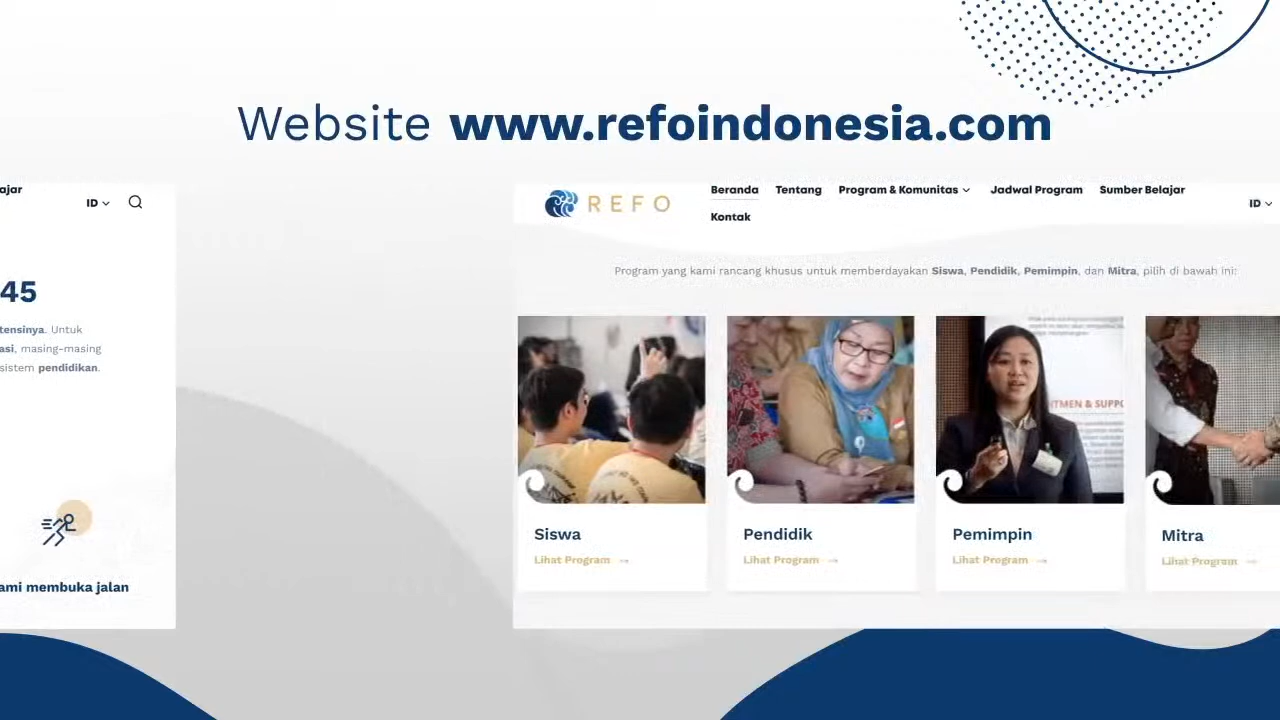 Website www.refoindonesia.com
ajar
ID
45
tensinya. Untuk
asi, masing-masing
sistem pendidikan.
ami membuka jalan
REFO
Beranda Tentang Program & Komunitas Jadwal Program Sumber Belajar
Kontak
ID
Program yang kami rancang khusus untuk memberdayakan Siswa, Pendidik, Pemimpin, dan Mitra, pilih di bawah ini:
ITMEN & SUPPO
Siswa
Lihat Program →
Pendidik
Lihat Program →
Pemimpin
Lihat Program →
Mitra
Lihat Program →